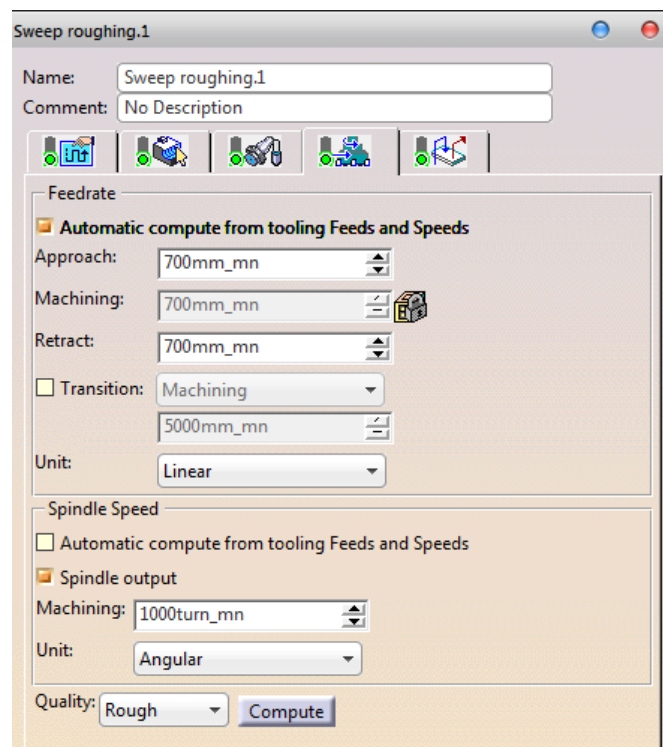 Sweep roughing.1
Name: Sweep roughing.1
Comment: No Description
Feedrate
Automatic compute from tooling Feeds and Speeds
Approach: 700mm_mn
Machining: 700mm_mn
Retract: 700mm_mn
Transition: Machining
5000mm_mn
Unit: Linear
Spindle Speed
Automatic compute from tooling Feeds and Speeds
Spindle output
Machining: 1000turn_mn
Unit: Angular
Quality: Rough Compute